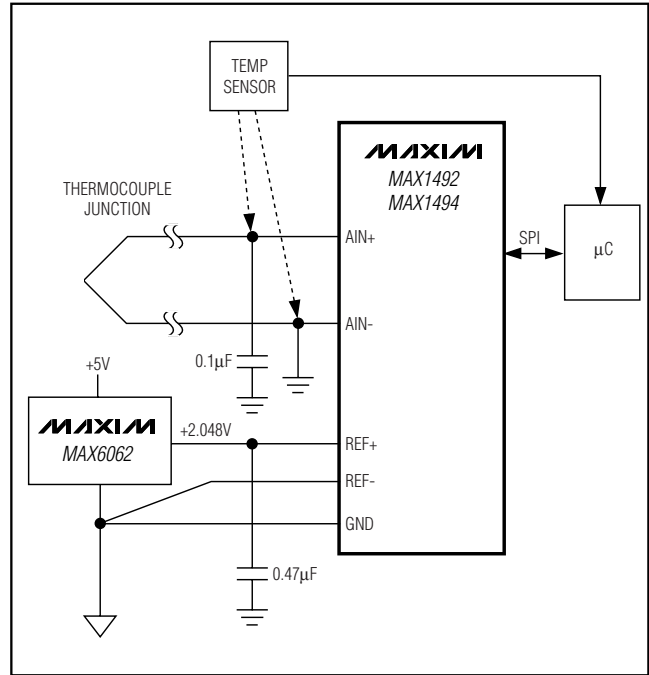 TEMP
SENSOR
MAXIM
MAX1492
MAX1494
THERMOCOUPLE
JUNCTION
AIN+
SPI
µC
AIN-
0.1µF
+5V
MAXIM
MAX6062
+2.048V
REF+
REF-
GND
0.47µF